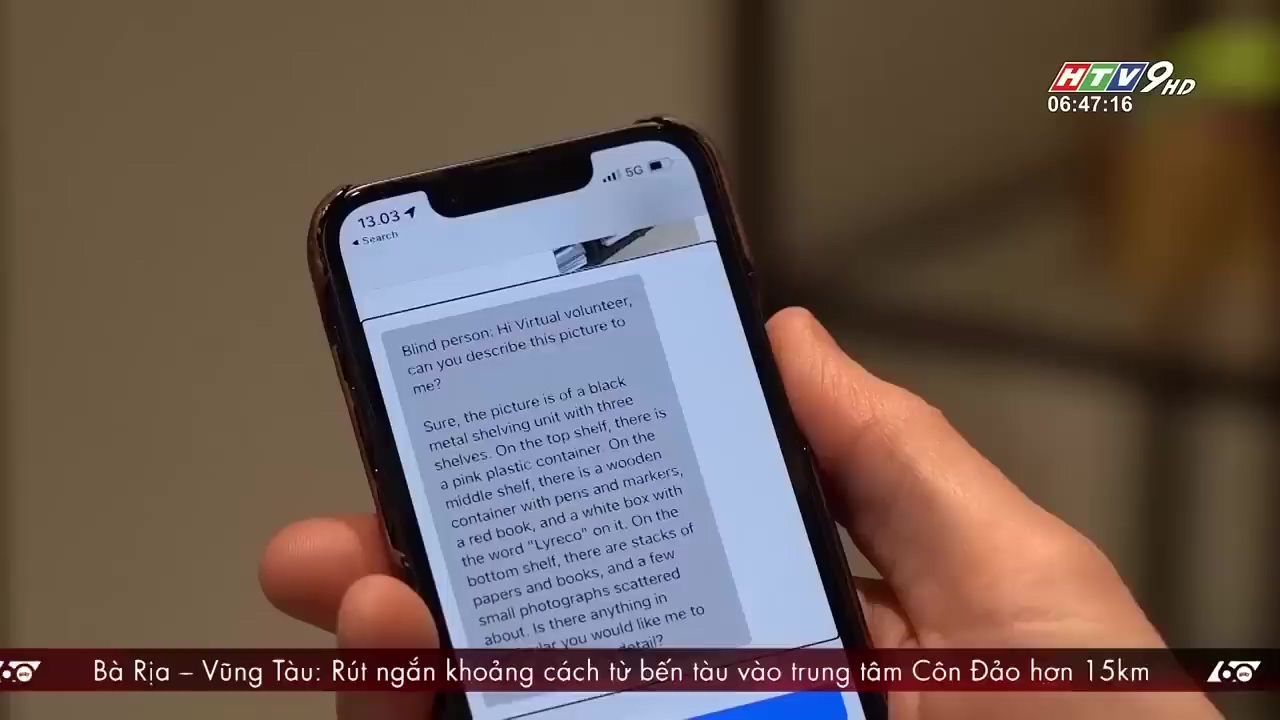 HTV9 HD
06:47:16
13.03
5G
Search
Blind person: Hi Virtual volunteer,
can you describe this picture to
me?
Sure, the picture is of a black
metal shelving unit with three
shelves. On the top shelf, there is
a pink plastic container. On the
middle shelf, there is a wooden
container with pens and markers,
a red book, and a white box with
the word "Lyreco" on it. On the
bottom shelf, there are stacks of
papers and books, and a few
small photographs scattered
about. Is there anything in
would like me to
detail?
Bà Rịa – Vũng Tàu: Rút ngắn khoảng cách từ bến tàu vào trung tâm Côn Đảo hơn 15km